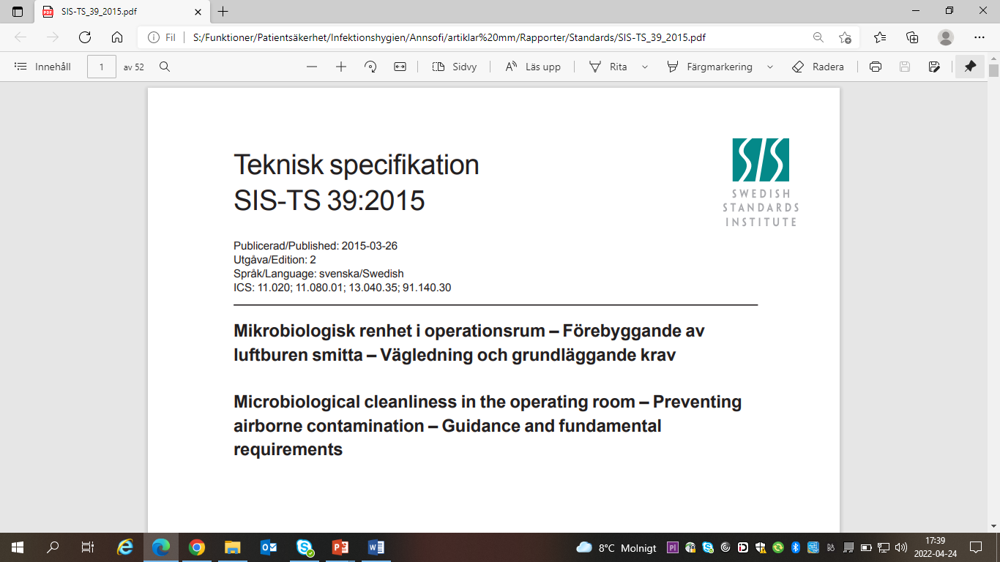 SIS-TS_39_2015.pdf
Fil
S:/Funktioner/Patientsäkerhet/Infektionshygien/Annsofi/artiklar%20mm/Rapporter/Standards/SIS-TS_39_2015.pdf
Innehåll
1
av 52
Sidvy
Läs upp
Rita
Färgmarkering
Radera
SIS
SWEDISH
STANDARDS
INSTITUTE
Teknisk specifikation
SIS-TS 39:2015
Publicerad/Published: 2015-03-26
Utgåva/Edition: 2
Språk/Language: svenska/Swedish
ICS: 11.020; 11.080.01; 13.040.35; 91.140.30
Mikrobiologisk renhet i operationsrum – Förebyggande av
luftburen smitta – Vägledning och grundläggande krav
Microbiological cleanliness in the operating room – Preventing
airborne contamination – Guidance and fundamental
requirements
8°C Molnigt
17:39
2022-04-24